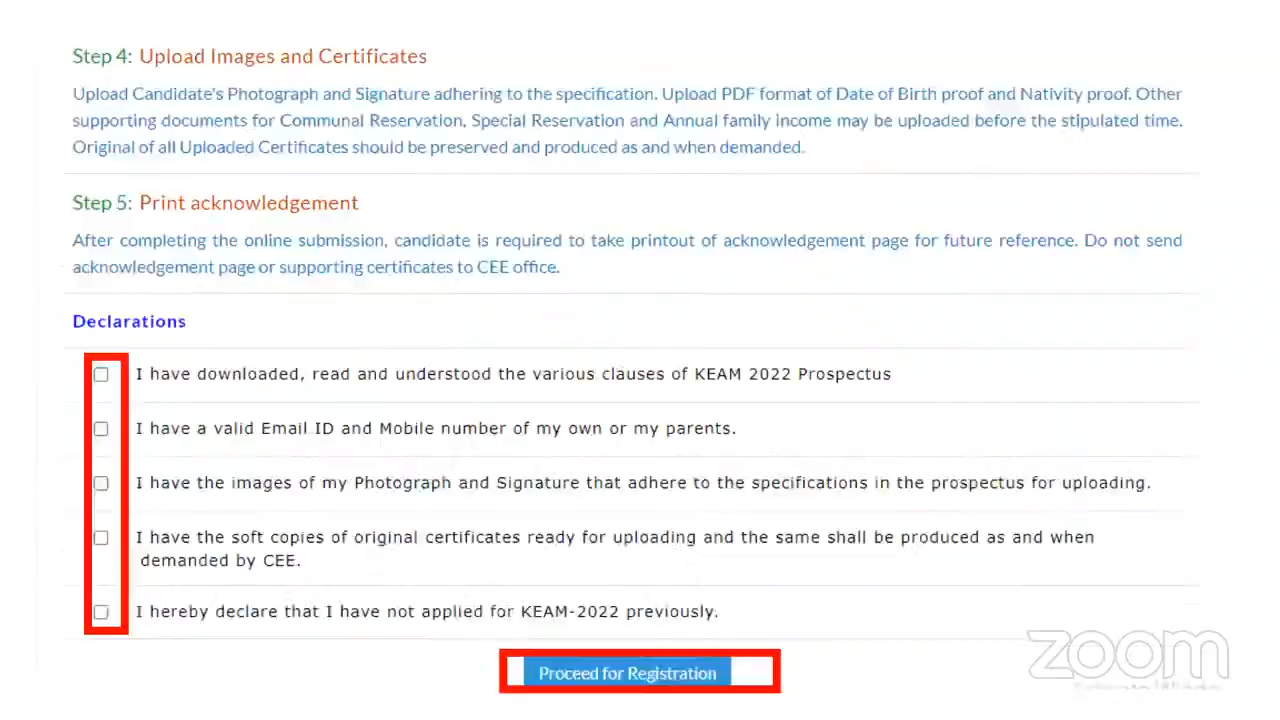 Step 4: Upload Images and Certificates
Upload Candidate's Photograph and Signature adhering to the specification. Upload PDF format of Date of Birth proof and Nativity proof. Other
supporting documents for Communal Reservation, Special Reservation and Annual family income may be uploaded before the stipulated time.
Original of all Uploaded Certificates should be preserved and produced as and when demanded.
Step 5: Print acknowledgement
After completing the online submission, candidate is required to take printout of acknowledgement page for future reference. Do not send
acknowledgement page or supporting certificates to CEE office.
Declarations
I have downloaded, read and understood the various clauses of KEAM 2022 Prospectus
I have a valid Email ID and Mobile number of my own or my parents.
I have the images of my Photograph and Signature that adhere to the specifications in the prospectus for uploading.
I have the soft copies of original certificates ready for uploading and the same shall be produced as and when
demanded by CEE.
I hereby declare that I have not applied for KEAM-2022 previously.
Proceed for Registration
zoom